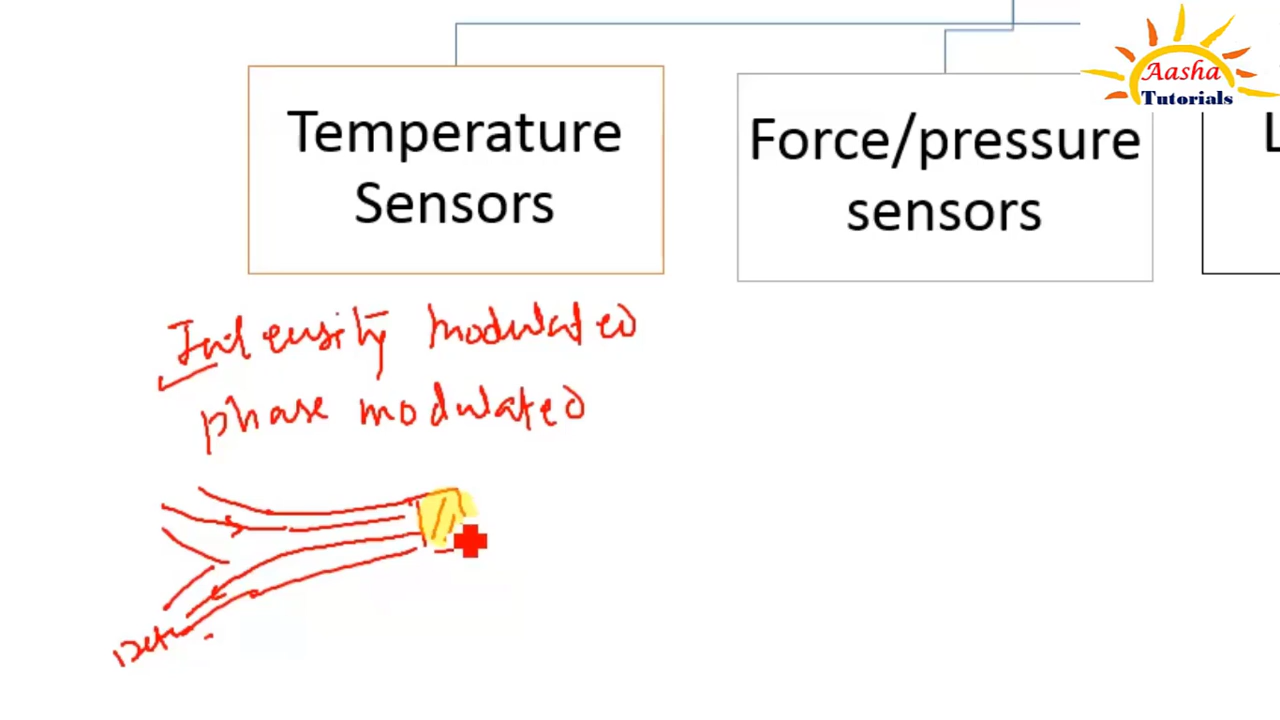 Temperature
Sensors
Force/pressure
sensors
L
Aasha
Tutorials
Intensity modulated
phase modulated